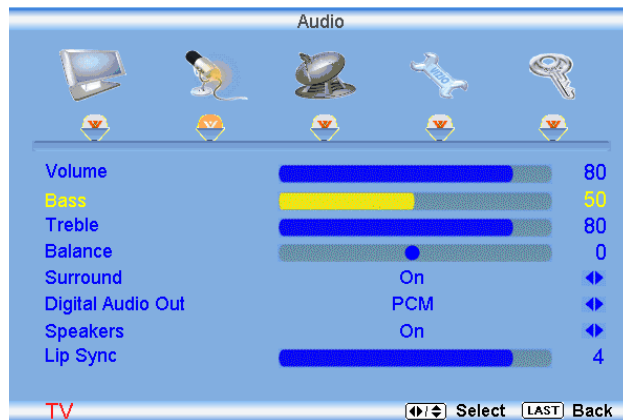 Audio
Volume 80
Bass 50
Treble 80
Balance 0
Surround On
Digital Audio Out PCM
Speakers On
Lip Sync 4
TV Select LAST Back